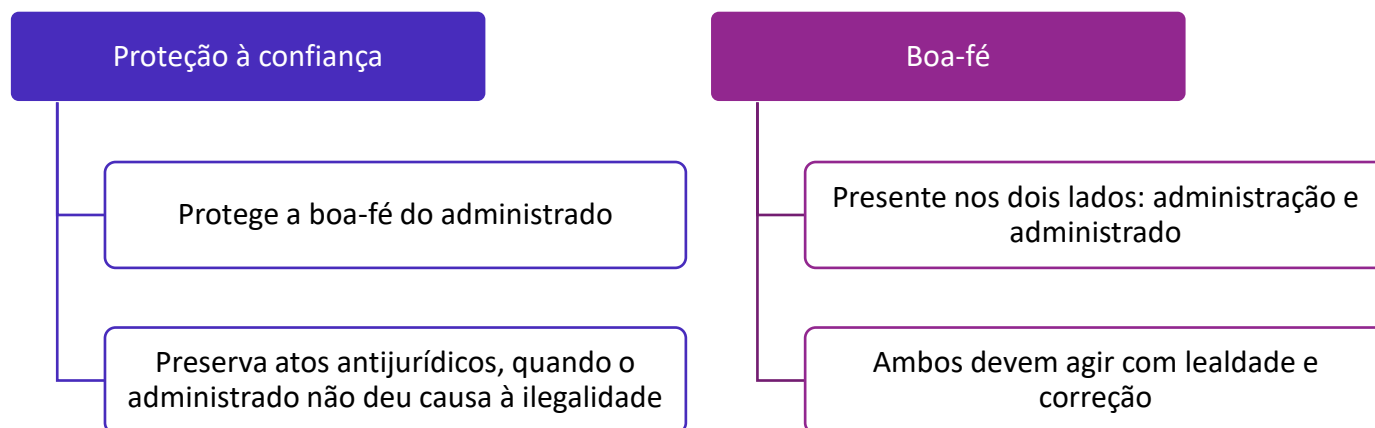 Proteção à confiança
Protege a boa-fé do administrado
Preserva atos antijurídicos, quando o
administrado não deu causa à ilegalidade
Boa-fé
Presente nos dois lados: administração e
administrado
Ambos devem agir com lealdade e
correção